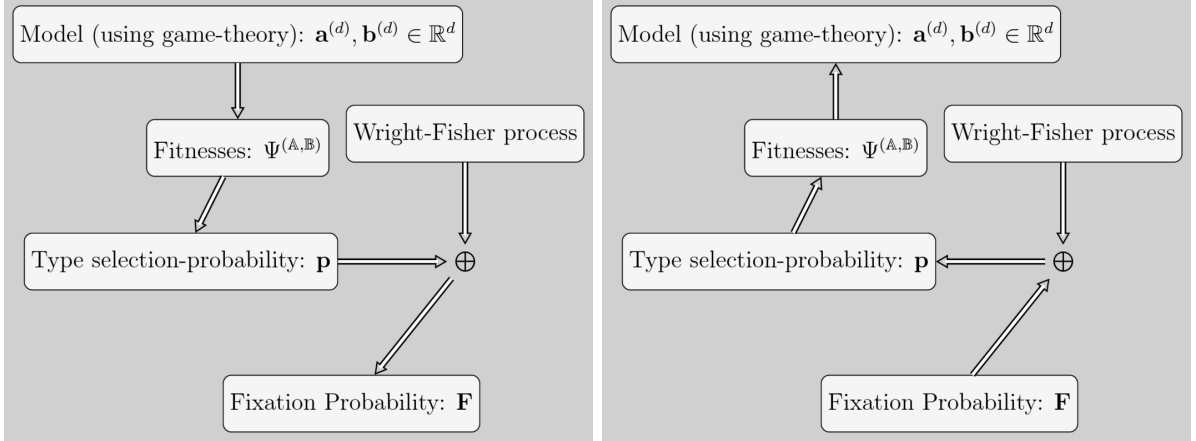 Model (using game-theory): a^(d), b^(d) ∈ ℝ^d
Fitnesses: Ψ^(𝔸,𝔹)
Wright-Fisher process
Type selection-probability: p
⊕
Fixation Probability: F
Model (using game-theory): a^(d), b^(d) ∈ ℝ^d
Fitnesses: Ψ^(𝔸,𝔹)
Wright-Fisher process
Type selection-probability: p
⊕
Fixation Probability: F